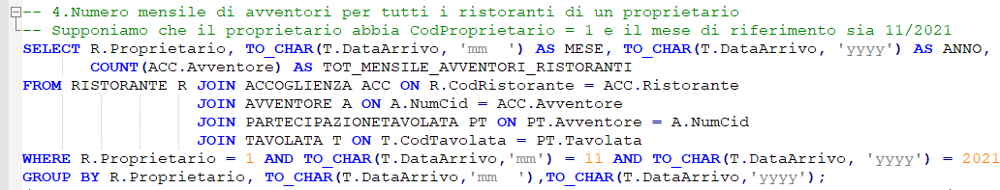 -- 4.Numero mensile di avventori per tutti i ristoranti di un proprietario
-- Supponiamo che il proprietario abbia CodProprietario = 1 e il mese di riferimento sia 11/2021
SELECT R.Proprietario, TO_CHAR(T.DataArrivo, 'mm  ') AS MESE, TO_CHAR(T.DataArrivo, 'yyyy') AS ANNO,
       COUNT(ACC.Avventore) AS TOT_MENSILE_AVVENTORI_RISTORANTI
FROM RISTORANTE R JOIN ACCOGLIENZA ACC ON R.CodRistorante = ACC.Ristorante
                  JOIN AVVENTORE A ON A.NumCid = ACC.Avventore
                  JOIN PARTECIPAZIONETAVOLATA PT ON PT.Avventore = A.NumCid
                  JOIN TAVOLATA T ON T.CodTavolata = PT.Tavolata
WHERE R.Proprietario = 1 AND TO_CHAR(T.DataArrivo,'mm') = 11 AND TO_CHAR(T.DataArrivo, 'yyyy') = 2021
GROUP BY R.Proprietario, TO_CHAR(T.DataArrivo,'mm  '),TO_CHAR(T.DataArrivo,'yyyy');